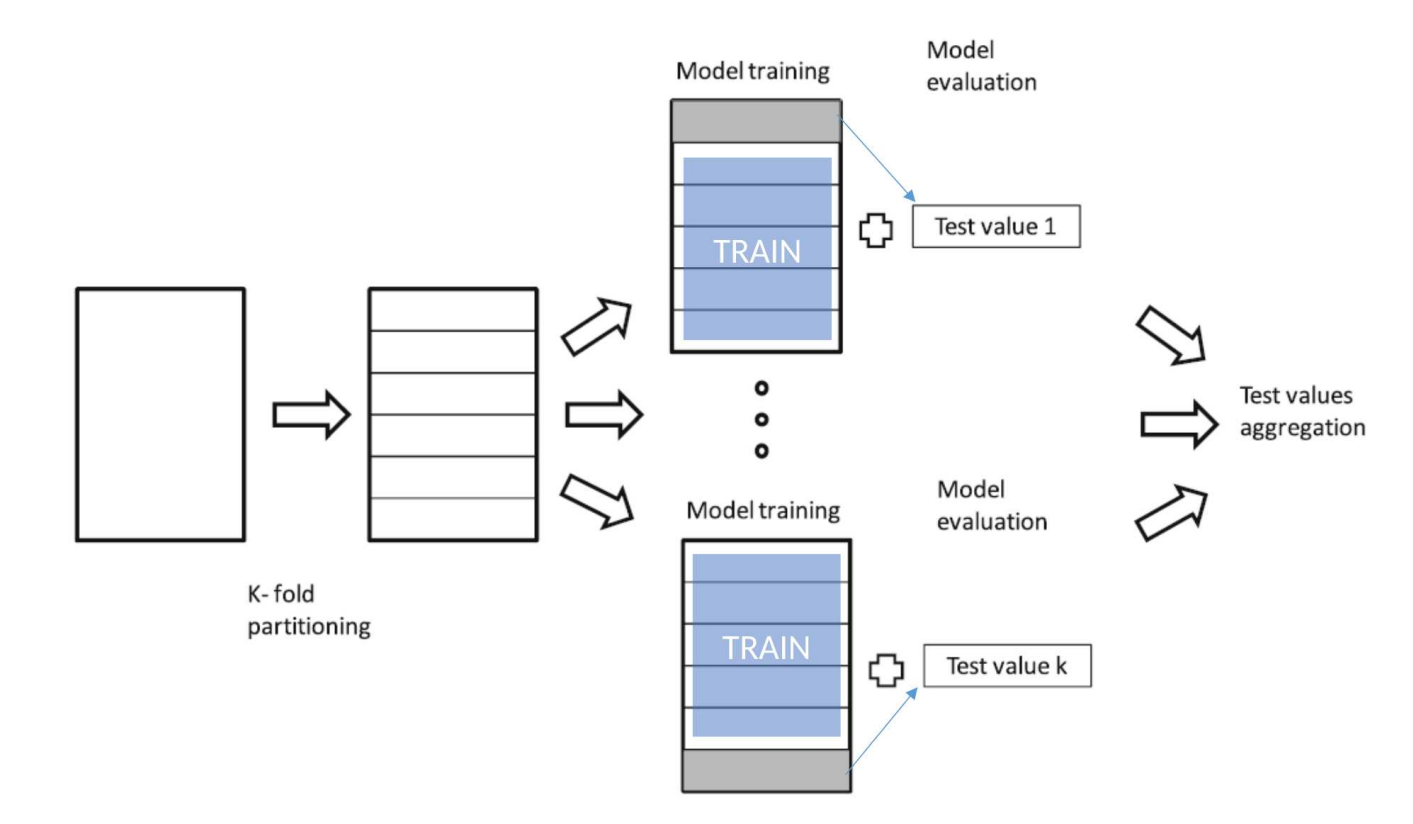 Model training
Model
evaluation
TRAIN
Test value 1
K- fold
partitioning
Test values
aggregation
Model training
Model
evaluation
TRAIN
Test value k